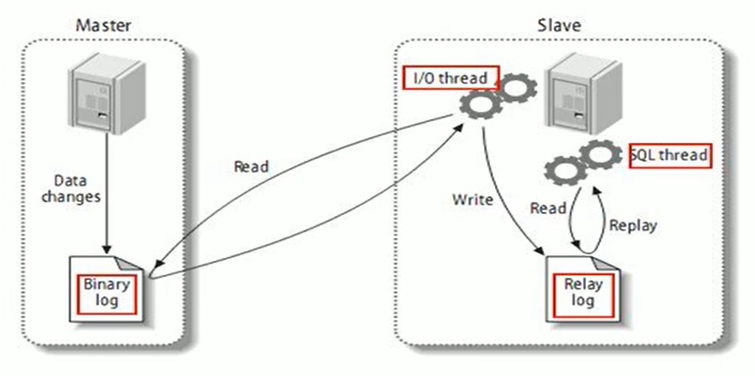 Master
Slave
I/O thread
SQL thread
Data
changes
Read
Write
Read
Replay
Binary
log
Relay
log